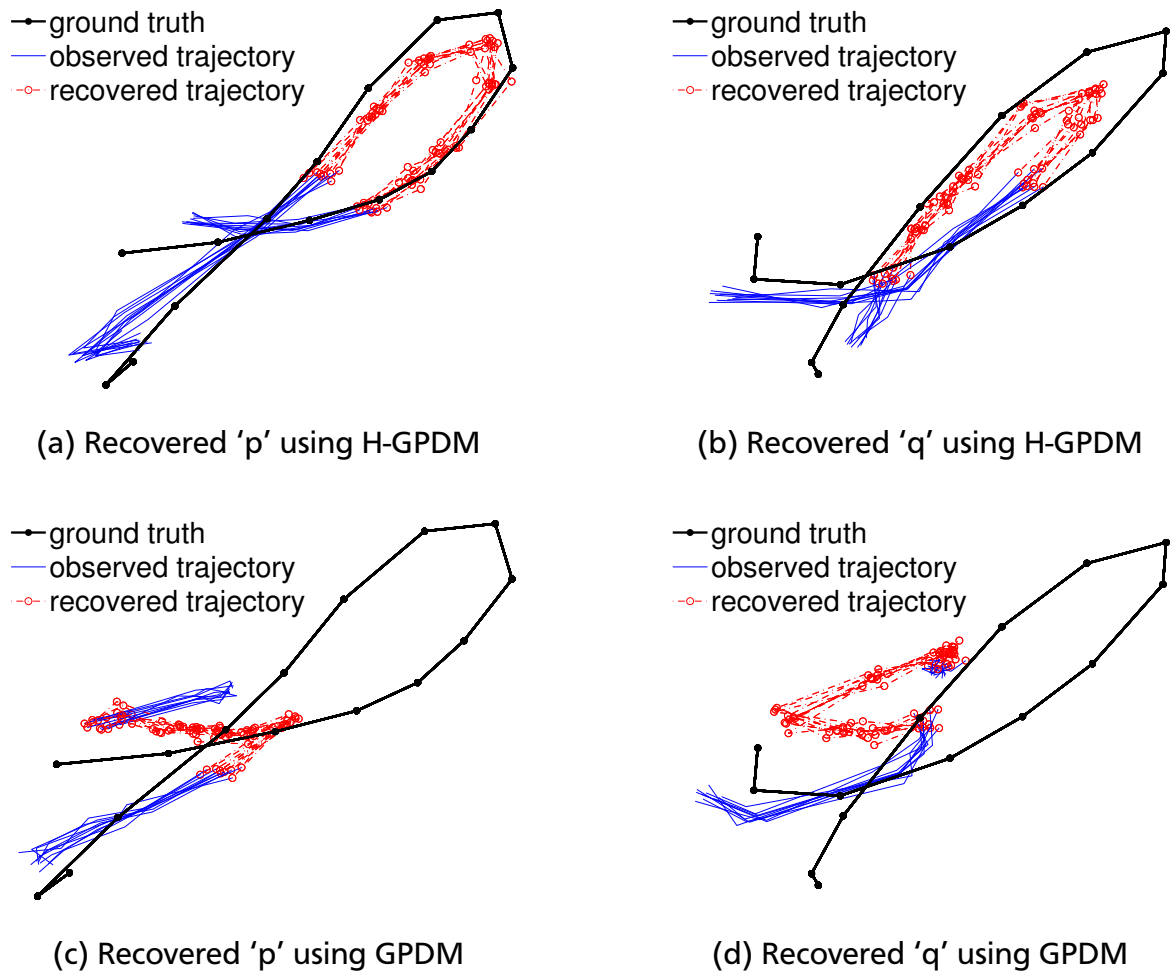 ground truth
observed trajectory
recovered trajectory
ground truth
observed trajectory
recovered trajectory
(a) Recovered ‘p’ using H-GPDM
(b) Recovered ‘q’ using H-GPDM
ground truth
observed trajectory
recovered trajectory
ground truth
observed trajectory
recovered trajectory
(c) Recovered ‘p’ using GPDM
(d) Recovered ‘q’ using GPDM